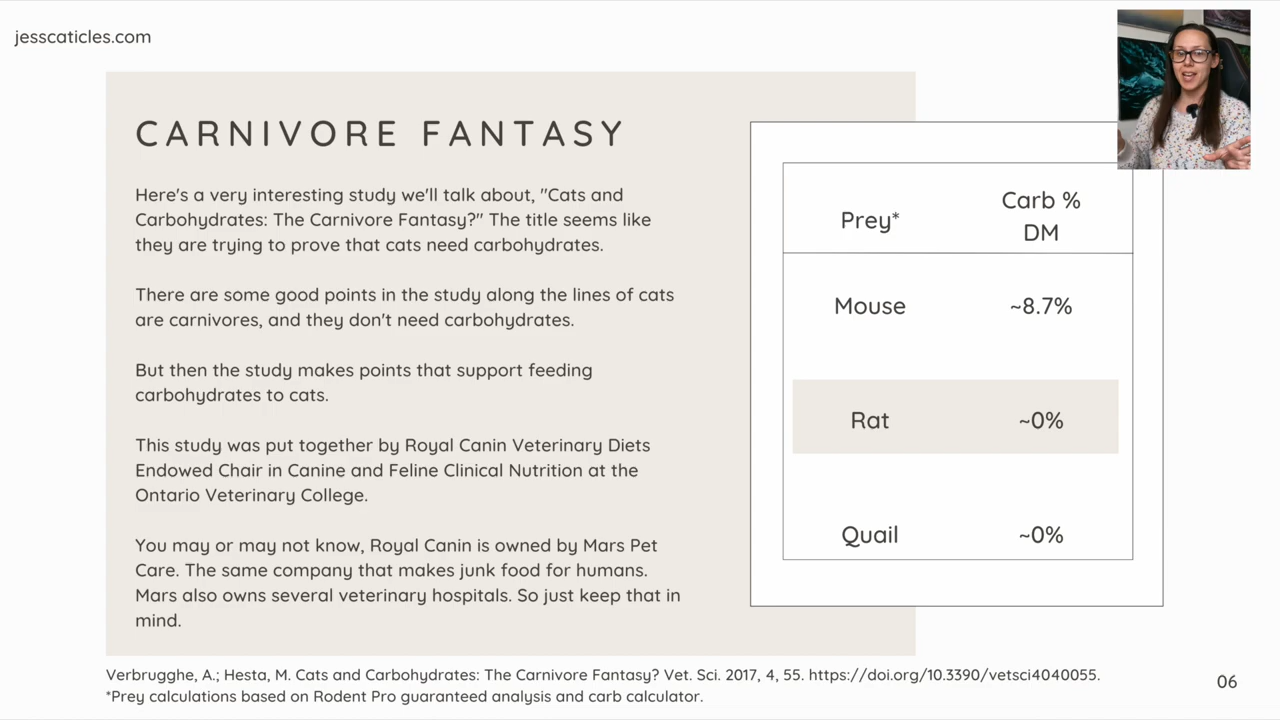 jesscaticles.com
CARNIVORE FANTASY
Here's a very interesting study we'll talk about, "Cats and
Carbohydrates: The Carnivore Fantasy?" The title seems like
they are trying to prove that cats need carbohydrates.
There are some good points in the study along the lines of cats
are carnivores, and they don't need carbohydrates.
But then the study makes points that support feeding
carbohydrates to cats.
This study was put together by Royal Canin Veterinary Diets
Endowed Chair in Canine and Feline Clinical Nutrition at the
Ontario Veterinary College.
You may or may not know, Royal Canin is owned by Mars Pet
Care. The same company that makes junk food for humans.
Mars also owns several veterinary hospitals. So just keep that in
mind.
Prey* Carb %
DM
Mouse ~8.7%
Rat ~0%
Quail ~0%
Verbrugghe, A.; Hesta, M. Cats and Carbohydrates: The Carnivore Fantasy? Vet. Sci. 2017, 4, 55. https://doi.org/10.3390/vetsci4040055.
*Prey calculations based on Rodent Pro guaranteed analysis and carb calculator.
06